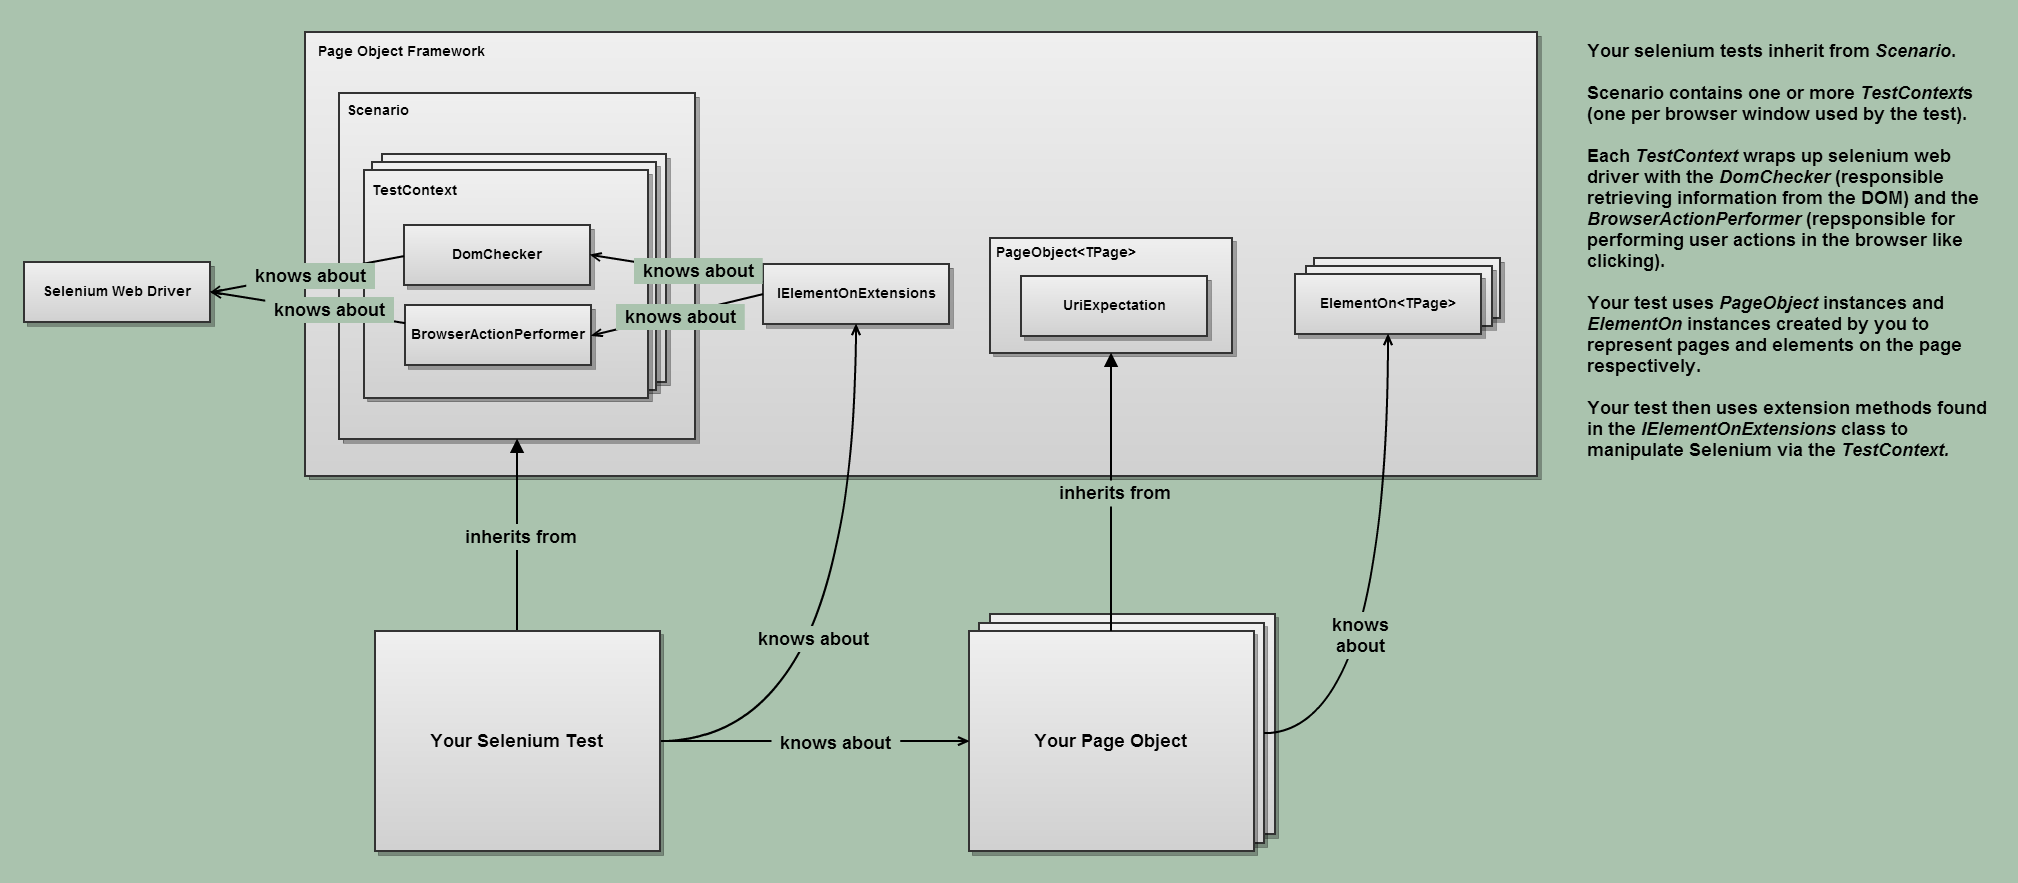 Page Object Framework
Scenario
TestContext
DomChecker
BrowserActionPerformer
Selenium Web Driver
knows about
knows about
knows about
knows about
IElementOnExtensions
PageObject<TPage>
UriExpectation
ElementOn<TPage>
inherits from
inherits from
knows about
knows
about
knows about
Your Selenium Test
Your Page Object
Your selenium tests inherit from Scenario.
Scenario contains one or more TestContexts
(one per browser window used by the test).
Each TestContext wraps up selenium web
driver with the DomChecker (responsible
retrieving information from the DOM) and the
BrowserActionPerformer (repsponsible for
performing user actions in the browser like
clicking).
Your test uses PageObject instances and
ElementOn instances created by you to
represent pages and elements on the page
respectively.
Your test then uses extension methods found
in the IElementOnExtensions class to
manipulate Selenium via the TestContext.